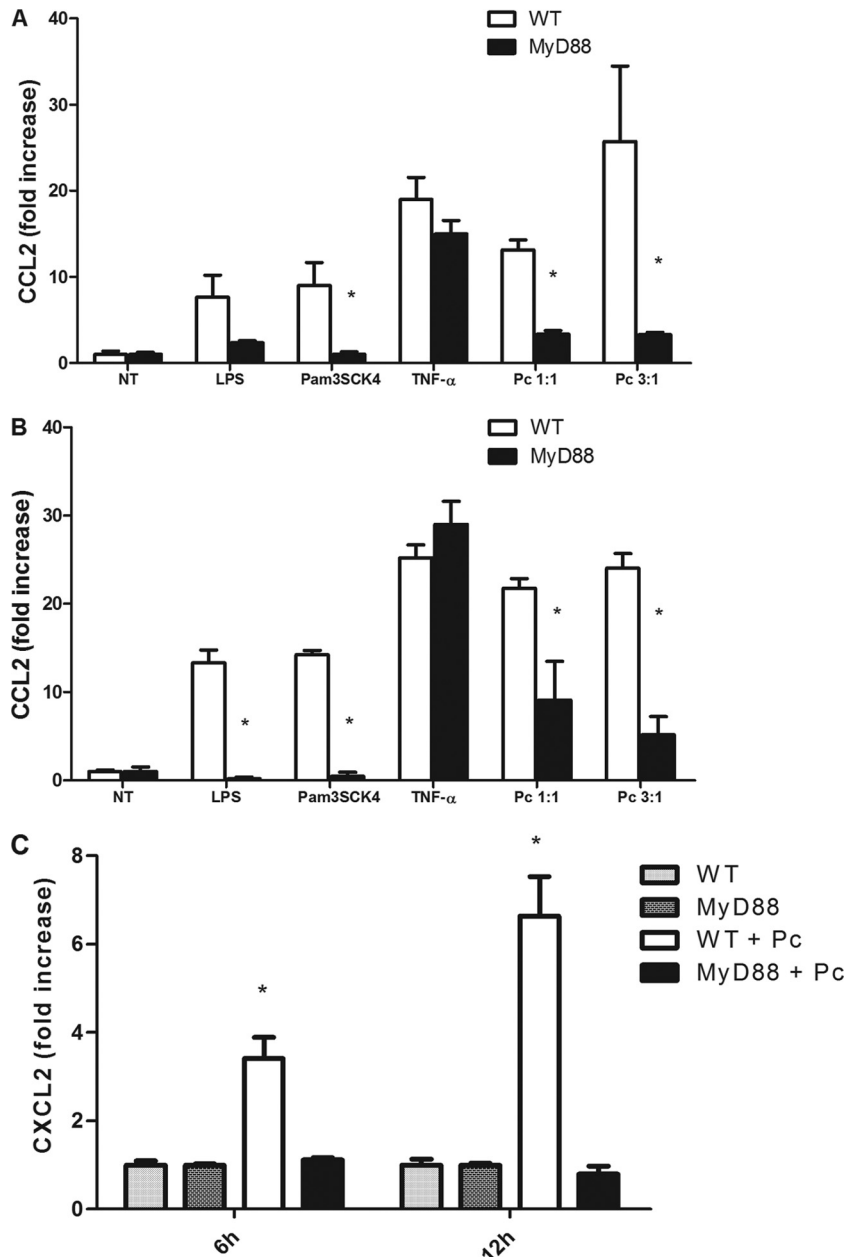 A
WT
MyD88
CCL2 (fold increase)
40
30
20
10
0
*
*
*
NT LPS Pam3SCK4 TNF-α Pc 1:1 Pc 3:1
B
WT
MyD88
CCL2 (fold increase)
40
30
20
10
0
*
*
*
*
NT LPS Pam3SCK4 TNF-α Pc 1:1 Pc 3:1
C
WT
MyD88
WT + Pc
MyD88 + Pc
CXCL2 (fold increase)
8
6
4
2
0
*
*
6h 12h